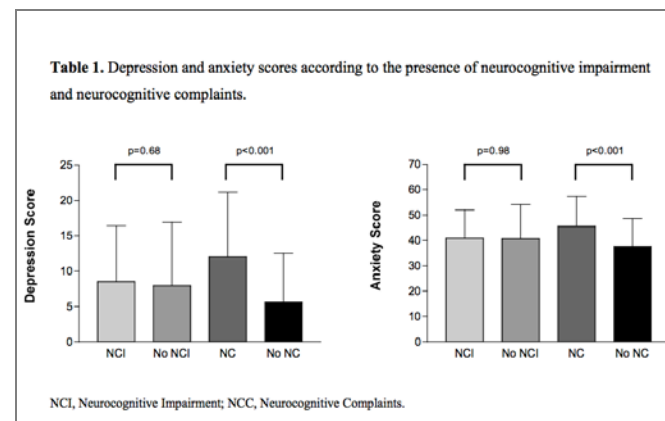 Table 1. Depression and anxiety scores according to the presence of neurocognitive impairment
and neurocognitive complaints.
p=0.68
p<0.001
25
20
15
10
5
0
Depression Score
NCI
No NCI
NC
No NC
p=0.98
p<0.001
70
60
50
40
30
20
10
0
Anxiety Score
NCI
No NCI
NC
No NC
NCI, Neurocognitive Impairment; NCC, Neurocognitive Complaints.